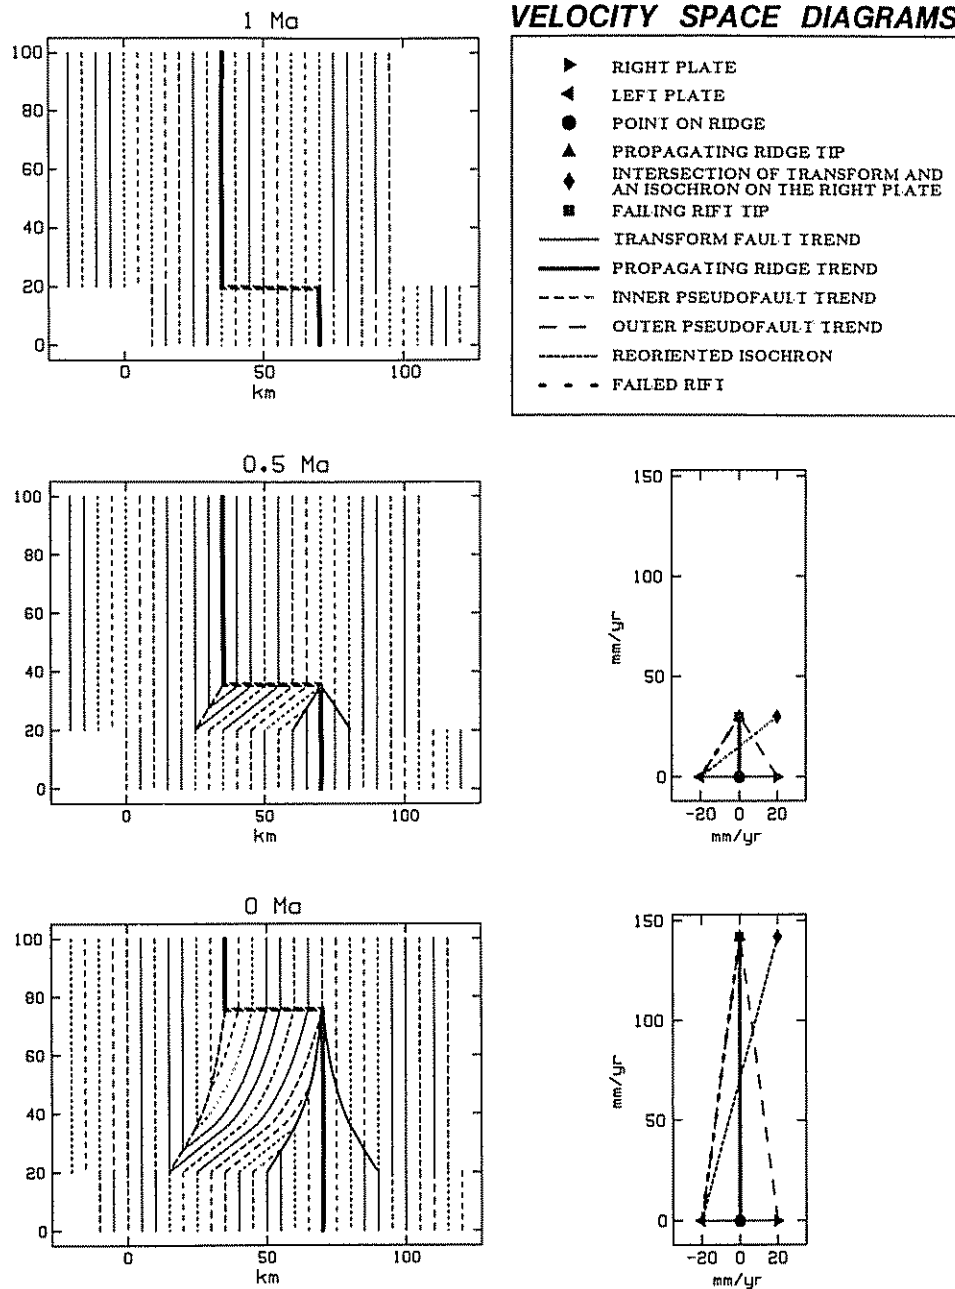 VELOCITY SPACE DIAGRAMS
1 Ma
100
80
60
40
20
0
0 50 100
km
RIGHT PLATE
LEFT PLATE
POINT ON RIDGE
PROPAGATING RIDGE TIP
INTERSECTION OF TRANSFORM AND
AN ISOCHRON ON THE RIGHT PLATE
FAILING RIFT TIP
TRANSFORM FAULT TREND
PROPAGATING RIDGE TREND
INNER PSEUDOFAULT TREND
OUTER PSEUDOFAULT TREND
REORIENTED ISOCHRON
FAILED RIFT
0.5 Ma
100
80
60
40
20
0
0 50 100
km
150
100
50
0
mm/yr
-20 0 20
mm/yr
0 Ma
100
80
60
40
20
0
0 50 100
km
150
100
50
0
mm/yr
-20 0 20
mm/yr